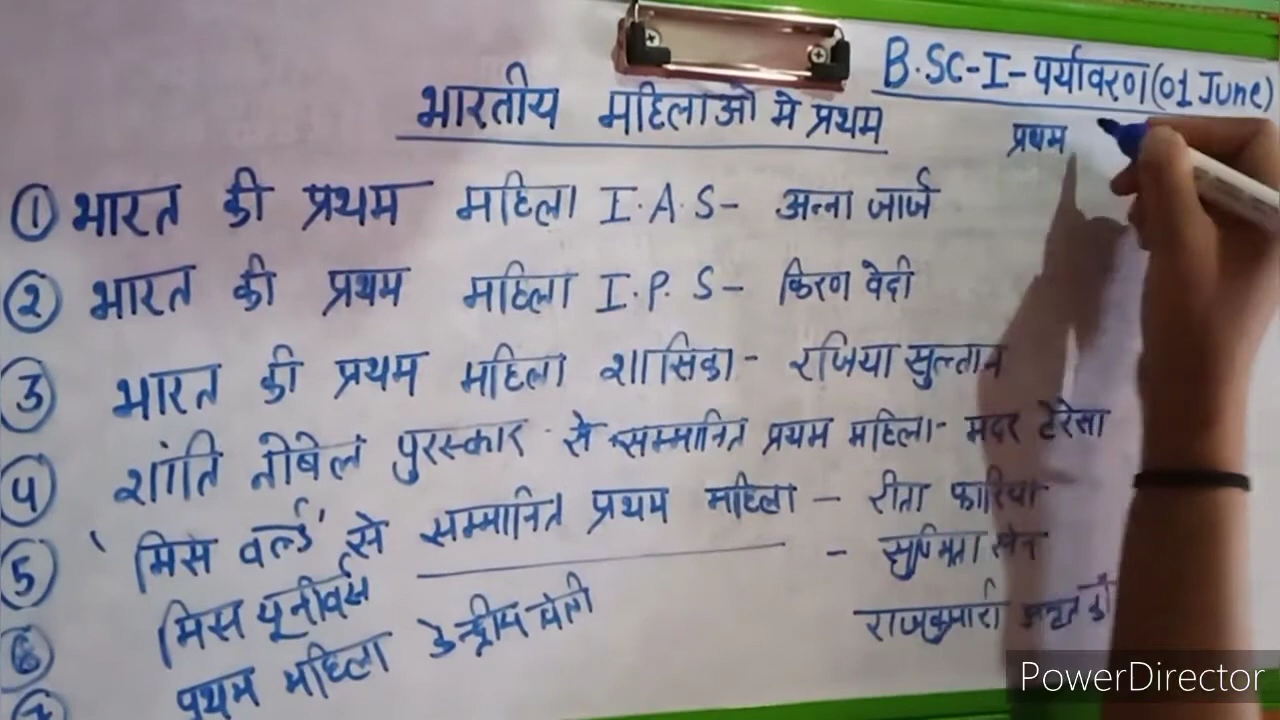 B.SC-I-पर्यावरण(01 June)
भारतीय महिलाओ मे प्रथम
प्रथम
① भारत की प्रथम महिला I.A.S- अन्ना जार्ज
② भारत की प्रथम महिला I.P.S- किरण वेदी
③ भारत की प्रथम महिला शासिका- रजिया सुल्तान
④ शांति नोबेल पुरस्कार से सम्मानित प्रथम महिला- मदर टेरेसा
⑤ 'मिस वर्ल्ड' से सम्मानित प्रथम महिला - रीता फारिया
⑥ मिस यूनीवर्स ——— - सुष्मिता सेन
प्रथम महिला केन्द्रीय मंत्री राजकुमारी अमृत कौ
PowerDirector